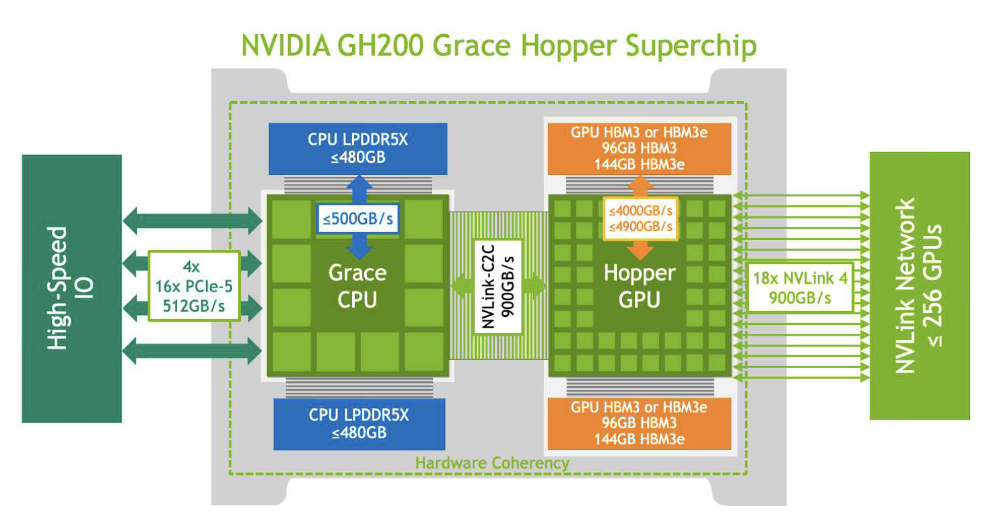 NVIDIA GH200 Grace Hopper Superchip
High-Speed
IO
4x
16x PCIe-5
512GB/s
CPU LPDDR5X
≤480GB
≤500GB/s
Grace
CPU
CPU LPDDR5X
≤480GB
NVLink-C2C
900GB/s
GPU HBM3 or HBM3e
96GB HBM3
144GB HBM3e
≤4000GB/s
≤4900GB/s
Hopper
GPU
GPU HBM3 or HBM3e
96GB HBM3
144GB HBM3e
18x NVLink 4
900GB/s
NVLink Network
≤ 256 GPUs
Hardware Coherency